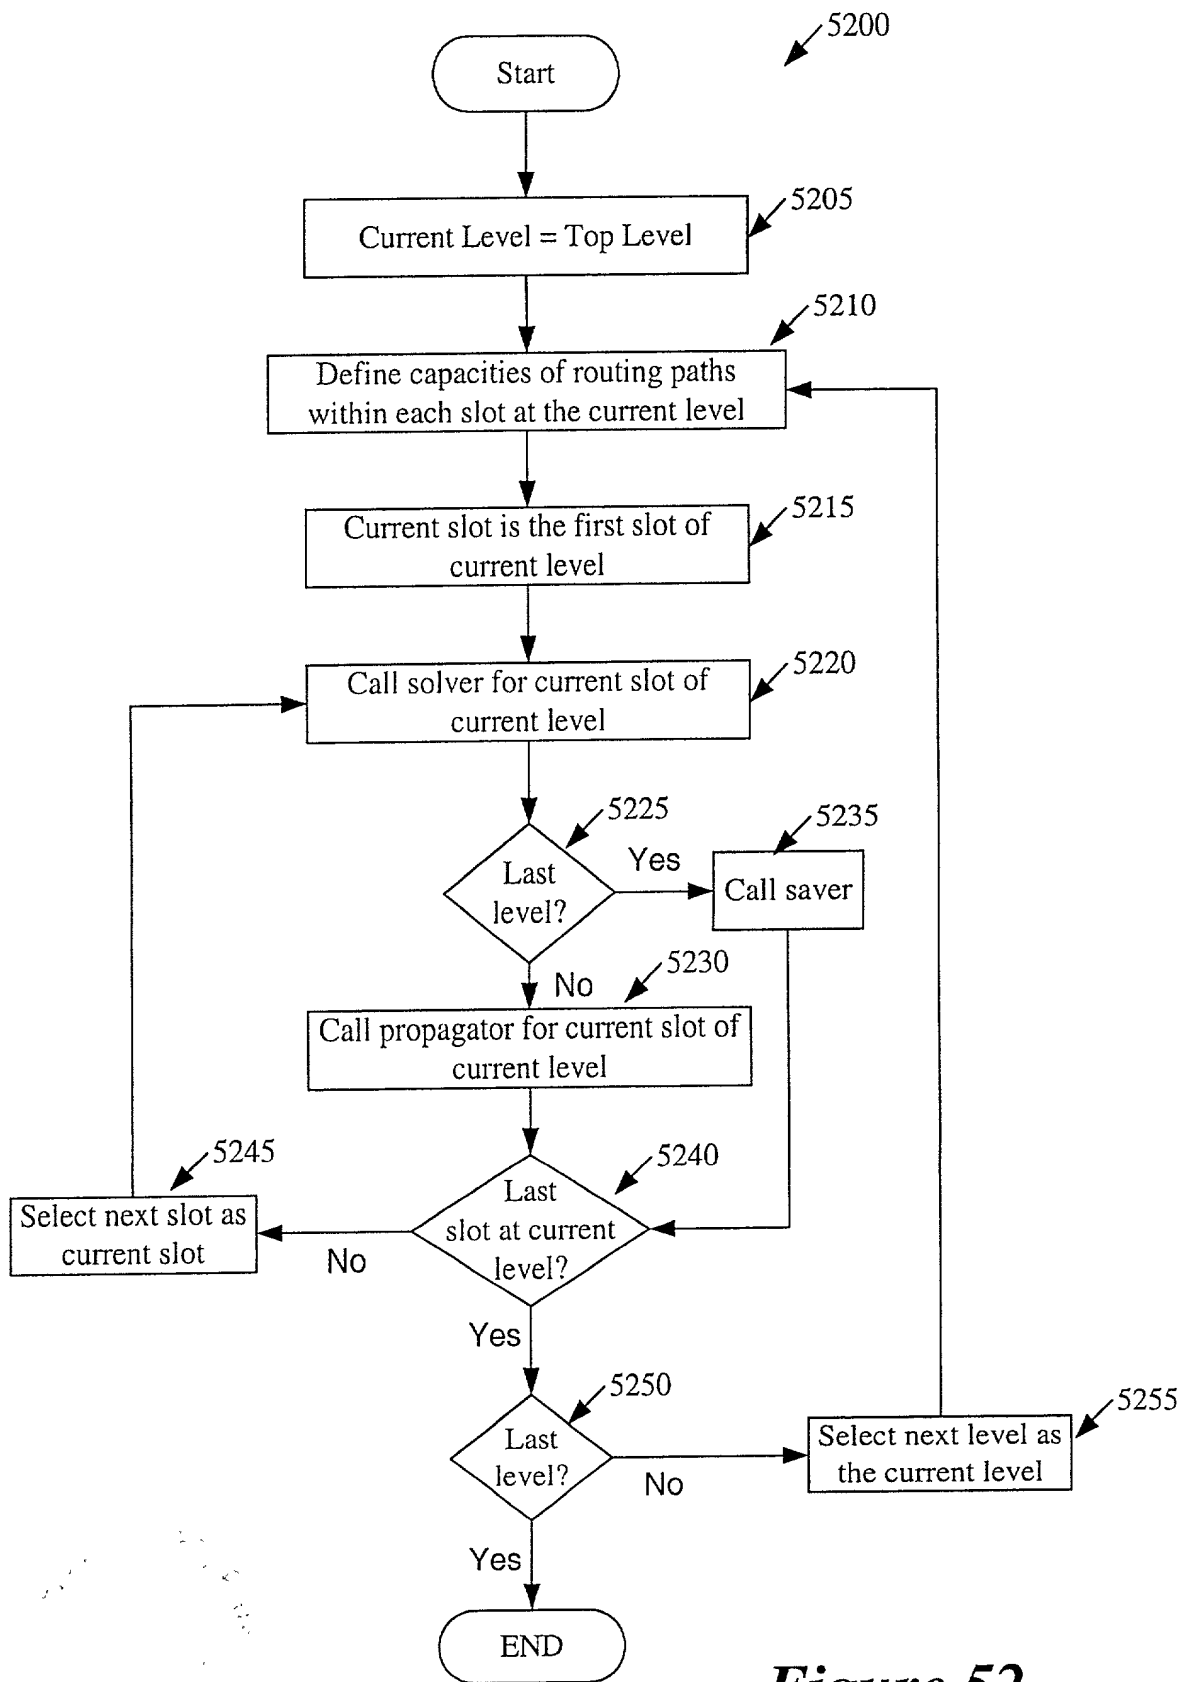 5200
Start
5205
Current Level = Top Level
5210
Define capacities of routing paths
within each slot at the current level
5215
Current slot is the first slot of
current level
5220
Call solver for current slot of
current level
5225
5235
Last
level?
Yes
Call saver
5230
No
Call propagator for current slot of
current level
5245
5240
Select next slot as
current slot
No
Last
slot at current
level?
Yes
5250
5255
Last
level?
No
Select next level as
the current level
Yes
END
Figure 52